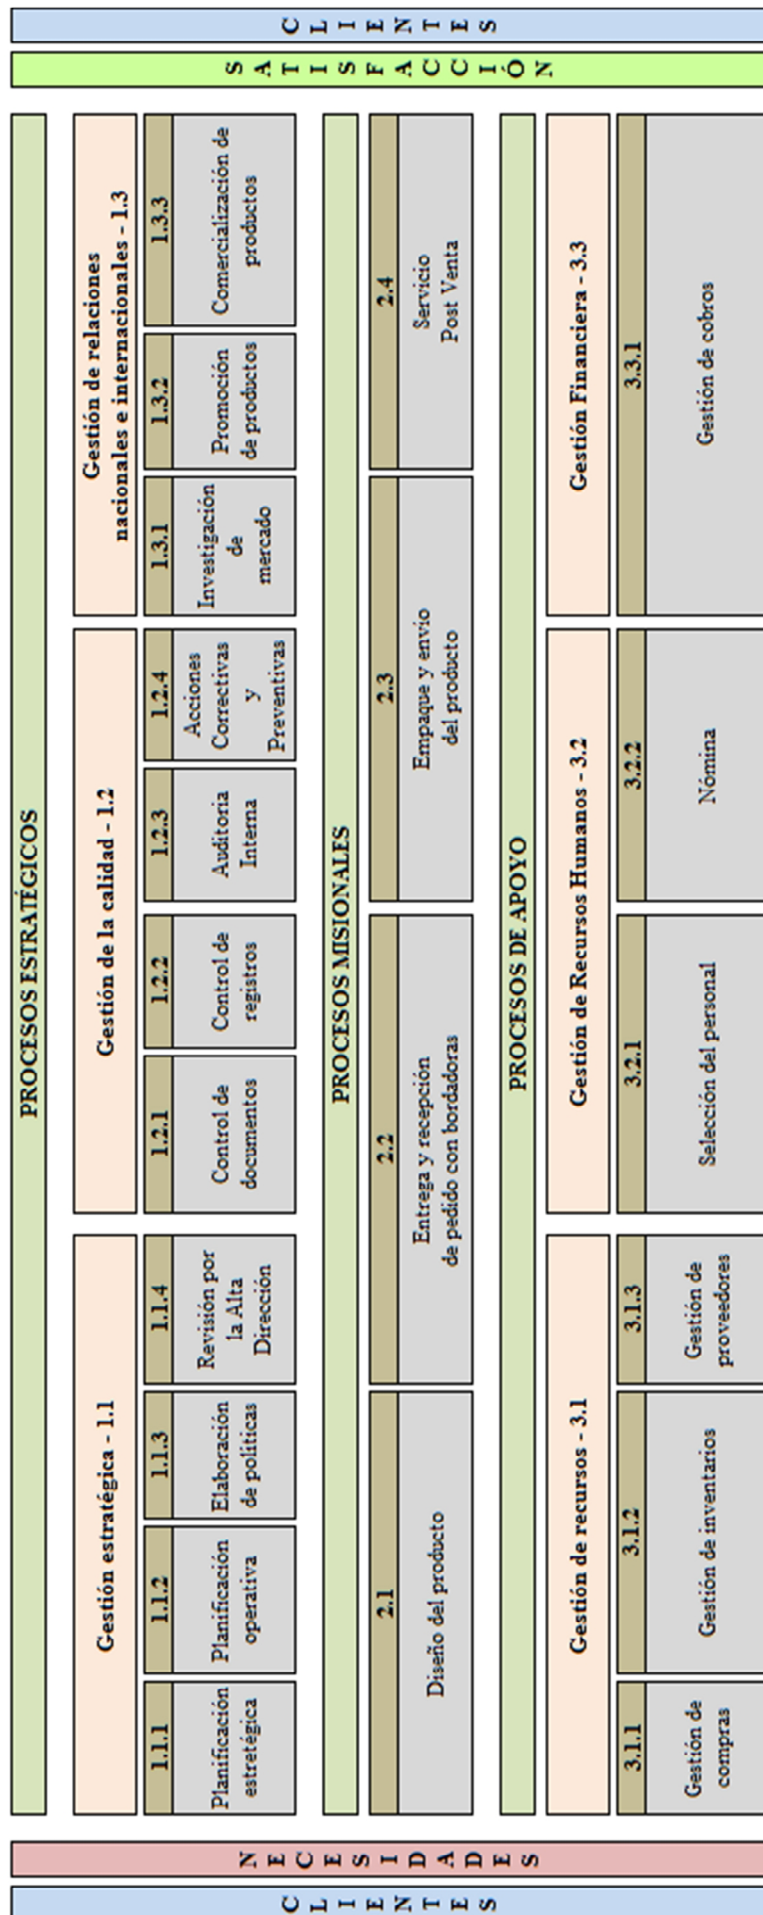 CLIENTES
NECESIDADES
PROCESOS ESTRATÉGICOS
Gestión estratégica - 1.1
1.1.1
Planificación
estretégica
1.1.2
Planificación
operativa
1.1.3
Elaboración
de políticas
1.1.4
Revisión por
la Alta
Dirección
Gestión de la calidad - 1.2
1.2.1
Control de
documentos
1.2.2
Control de
registros
1.2.3
Auditoria
Interna
1.2.4
Acciones
Correctivas
y
Preventivas
Gestión de relaciones
nacionales e internacionales - 1.3
1.3.1
Investigación
de
mercado
1.3.2
Promoción
de productos
1.3.3
Comercialización de
productos
PROCESOS MISIONALES
2.1
Diseño del producto
2.2
Entrega y recepción
de pedido con bordadoras
2.3
Empaque y envío
del producto
2.4
Servicio
Post Venta
PROCESOS DE APOYO
Gestión de recursos - 3.1
3.1.1
Gestión de
compras
3.1.2
Gestión de inventarios
3.1.3
Gestión de
proveedores
Gestión de Recursos Humanos - 3.2
3.2.1
Selección del personal
3.2.2
Nómina
Gestión Financiera - 3.3
3.3.1
Gestión de cobros
SATISFACCIÓN
CLIENTES